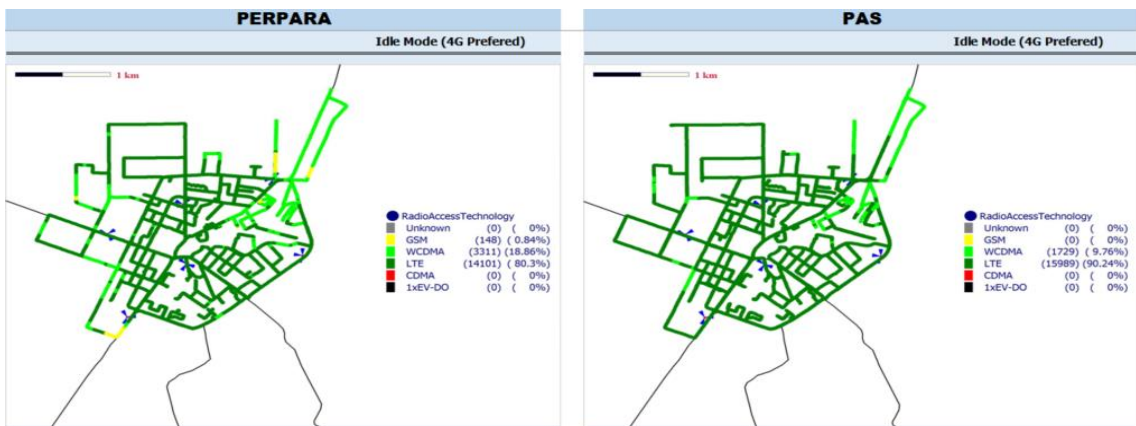 PERPARA
Idle Mode (4G Prefered)
1 km
RadioAccessTechnology
Unknown (0) ( 0%)
GSM (148) ( 0.84%)
WCDMA (3311) (18.86%)
LTE (14101) ( 80.3%)
CDMA (0) ( 0%)
1xEV-DO (0) ( 0%)
PAS
Idle Mode (4G Prefered)
1 km
RadioAccessTechnology
Unknown (0) ( 0%)
GSM (0) ( 0%)
WCDMA (1729) ( 9.76%)
LTE (15989) (90.24%)
CDMA (0) ( 0%)
1xEV-DO (0) ( 0%)